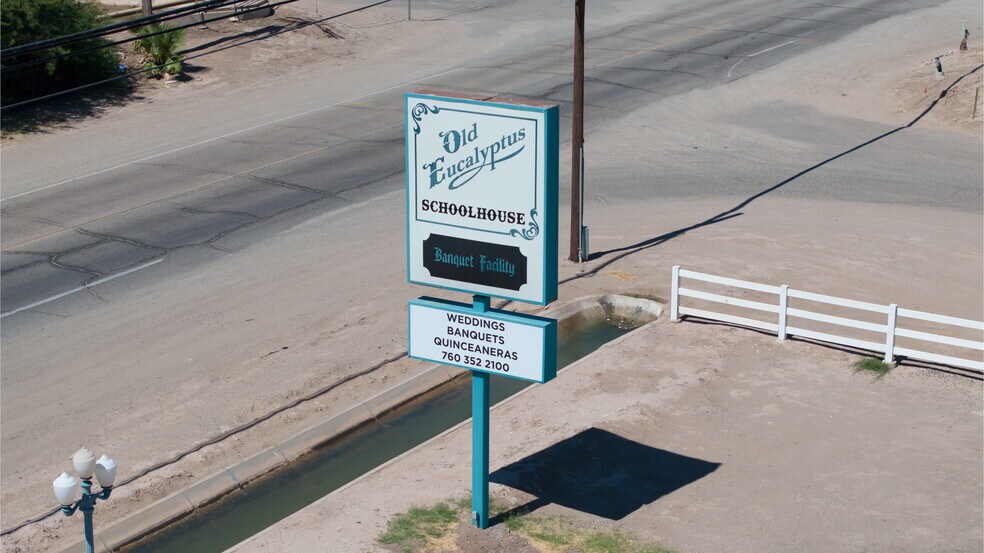 Old
Eucalyptus
SCHOOLHOUSE
Banquet Facility
WEDDINGS
BANQUETS
QUINCEANERAS
760 352 2100